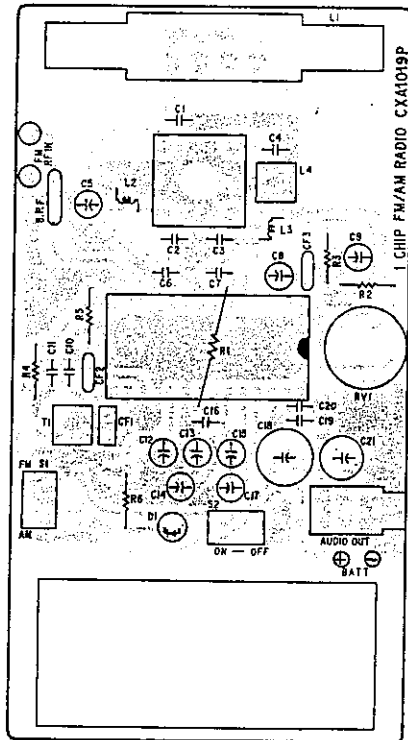 L1
1 CHIP FM/AM RADIO CXA1019P
C1
FM
RFIN
B.P.F.
C5
L2
C4
L4
C2
C3
L3
C6
C7
C8
CF3
R3
C9
R2
R5
R1
R4
C11
C10
CF2
RV1
T1
CF1
C16
C20
C19
C12
C13
C15
C18
C21
C14
C17
FM S1
AM
R6
D1
S2
ON — OFF
AUDIO OUT
BATT